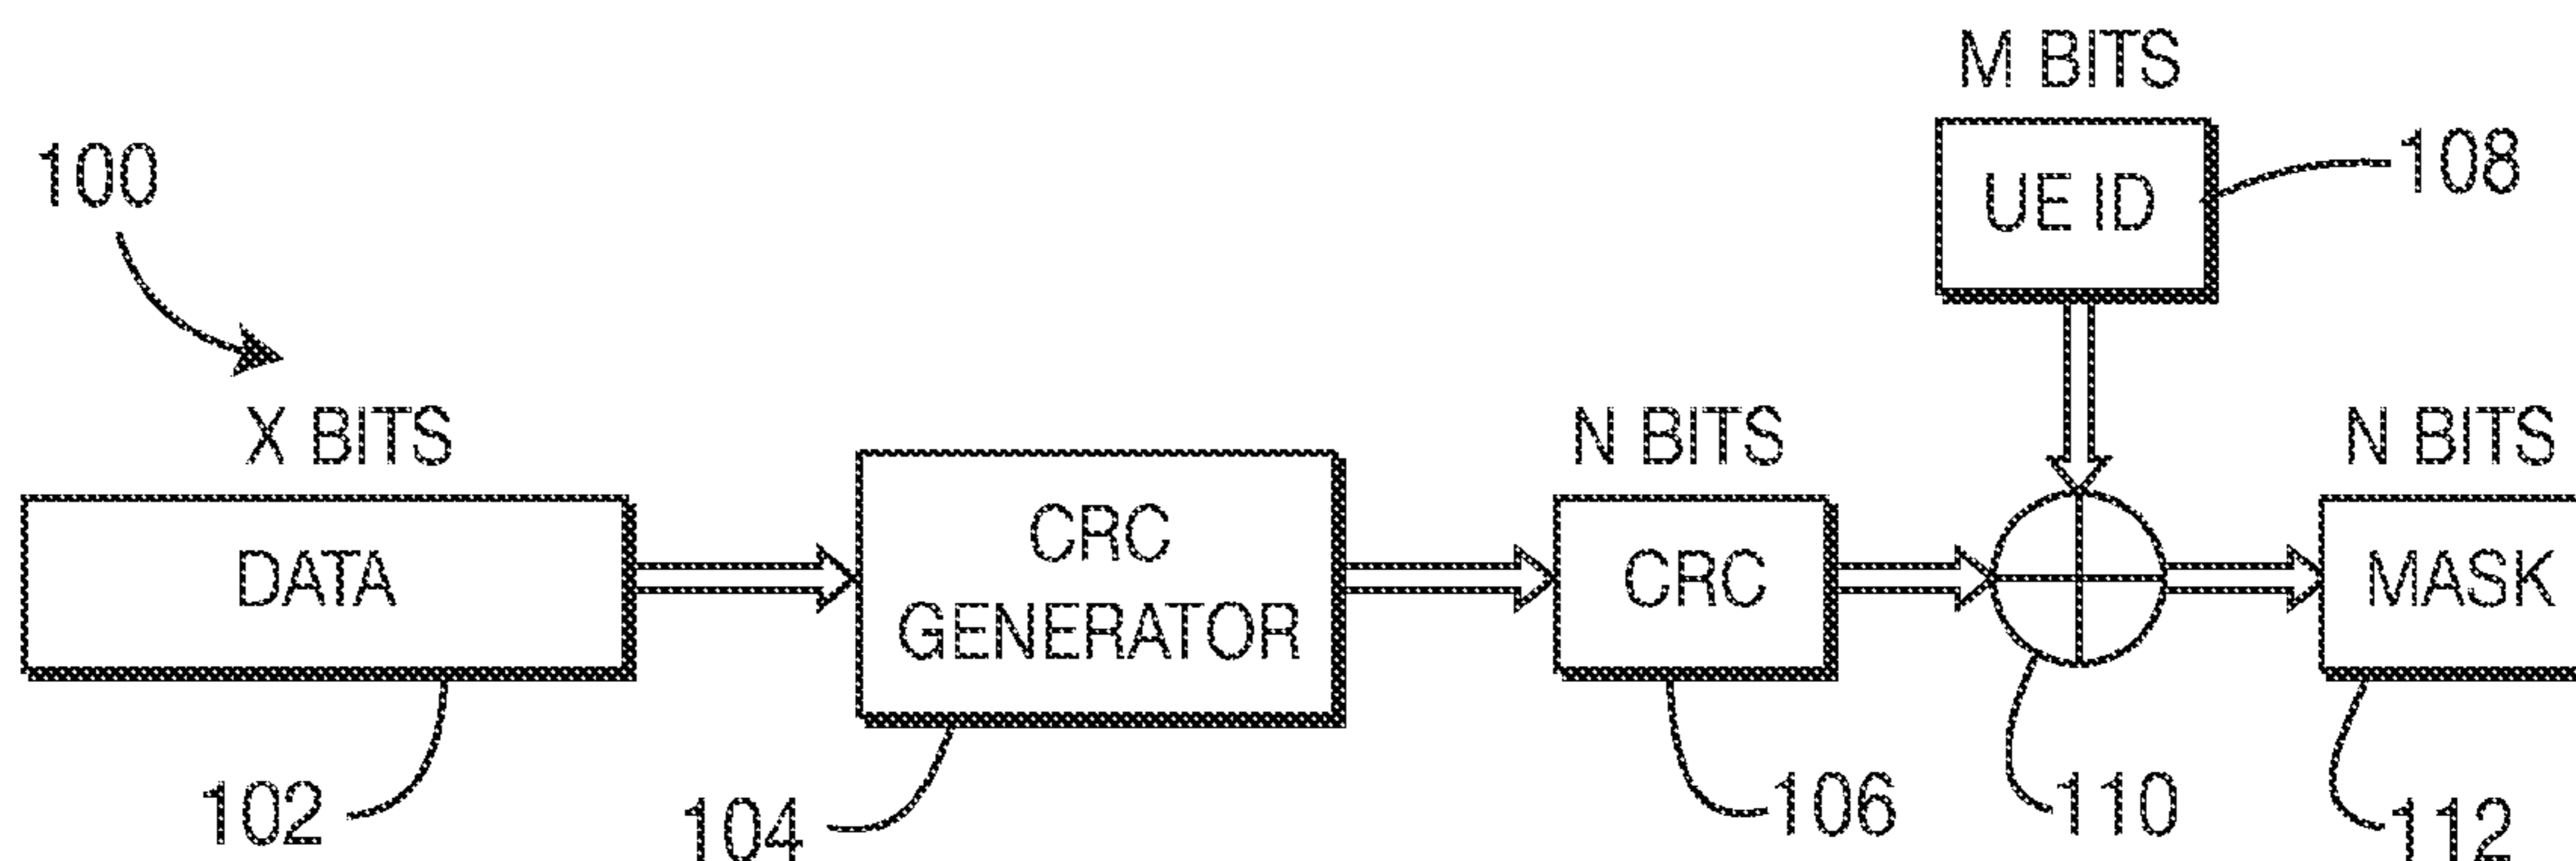 M BITS
100
UE ID
108
X BITS
N BITS
N BITS
DATA
CRC
GENERATOR
CRC
MASK
102
104
106
110
112